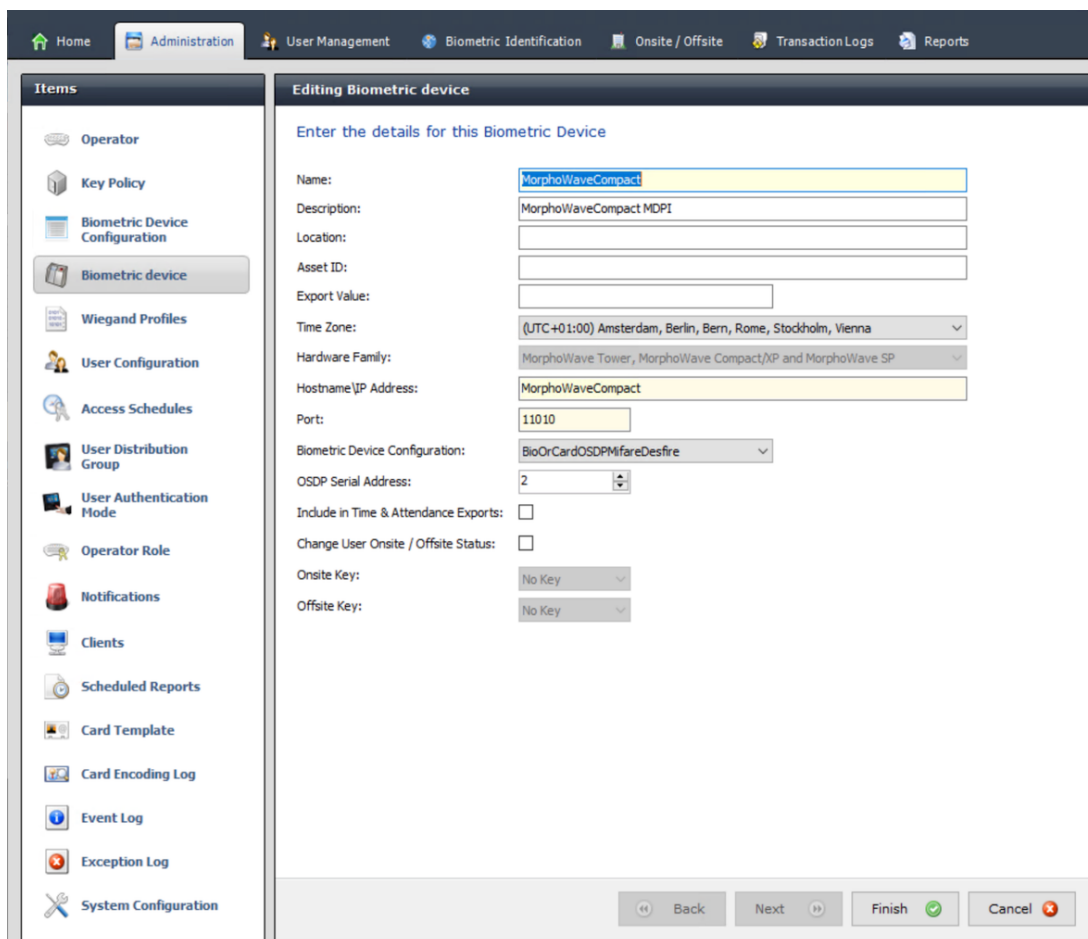 Home Administration User Management Biometric Identification Onsite / Offsite Transaction Logs Reports
Items
Operator
Key Policy
Biometric Device
Configuration
Biometric device
Wiegand Profiles
User Configuration
Access Schedules
User Distribution
Group
User Authentication
Mode
Operator Role
Notifications
Clients
Scheduled Reports
Card Template
Card Encoding Log
Event Log
Exception Log
System Configuration
Editing Biometric device
Enter the details for this Biometric Device
Name: MorphoWaveCompact
Description: MorphoWaveCompact MDPI
Location:
Asset ID:
Export Value:
Time Zone: (UTC+01:00) Amsterdam, Berlin, Bern, Rome, Stockholm, Vienna
Hardware Family: MorphoWave Tower, MorphoWave Compact/XP and MorphoWave SP
Hostname\IP Address: MorphoWaveCompact
Port: 11010
Biometric Device Configuration: BioOrCardOSDPMifareDesfire
OSDP Serial Address: 2
Include in Time & Attendance Exports:
Change User Onsite / Offsite Status:
Onsite Key: No Key
Offsite Key: No Key
Back Next Finish Cancel